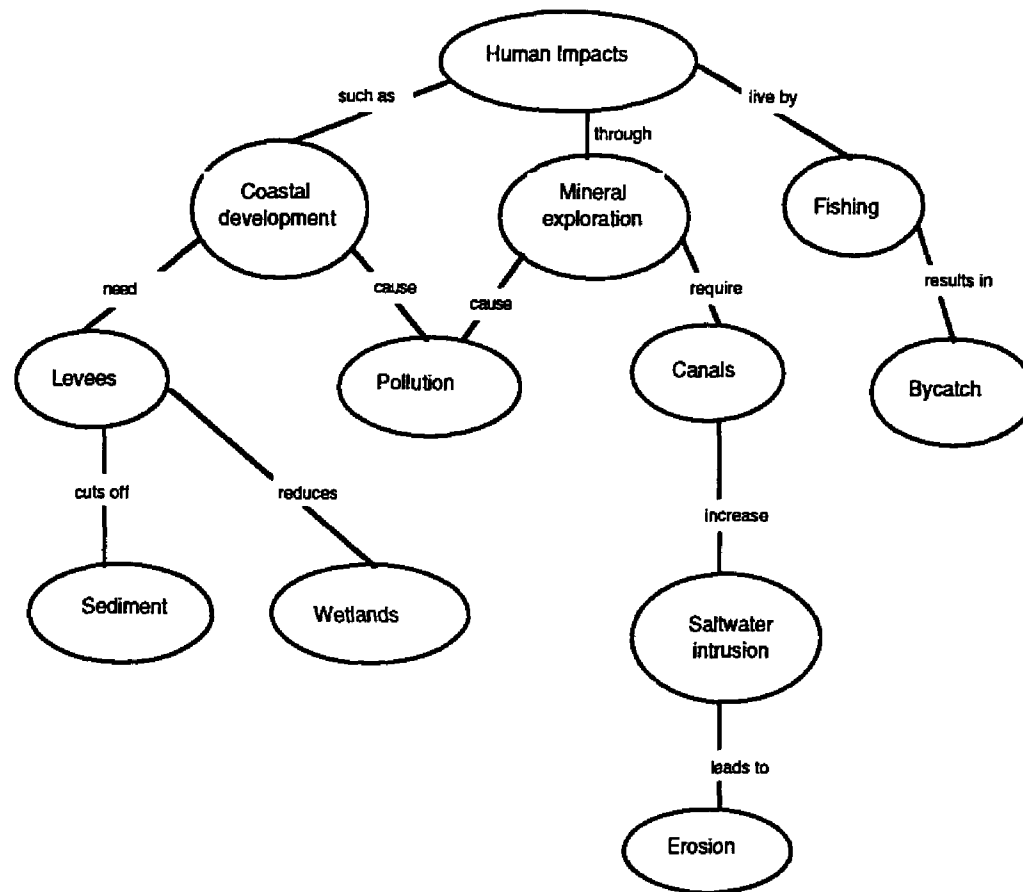 Human Impacts
such as
live by
through
Coastal
development
Mineral
exploration
Fishing
need
cause
cause
require
results in
Levees
Pollution
Canals
Bycatch
cuts off
reduces
increase
Sediment
Wetlands
Saltwater
intrusion
leads to
Erosion